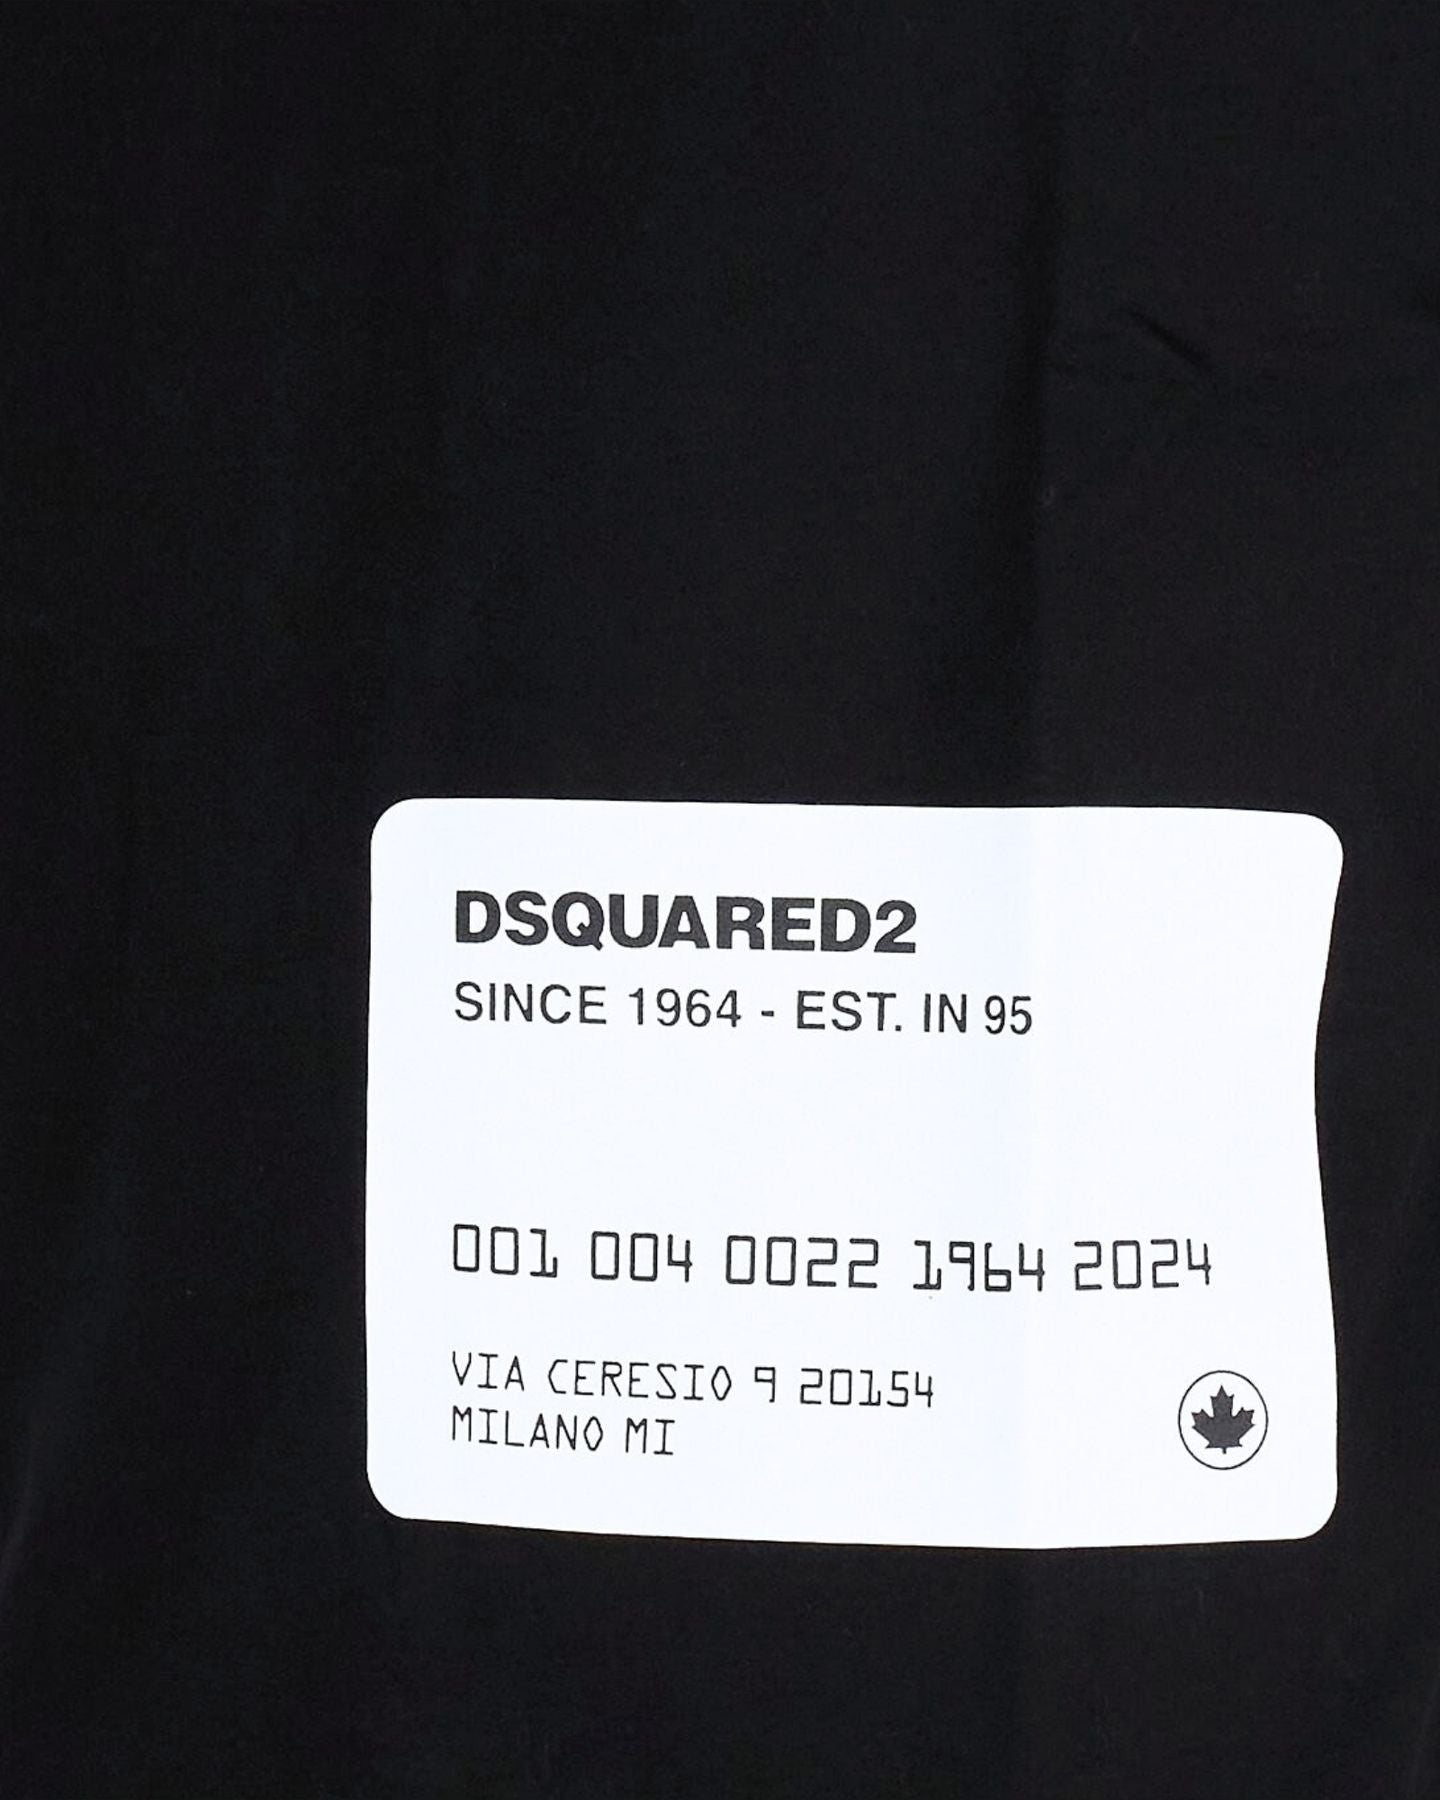 DSQUARED2
SINCE 1964 - EST. IN 95
001 004 0022 1964 2024
VIA CERESIO 9 20154
MILANO MI